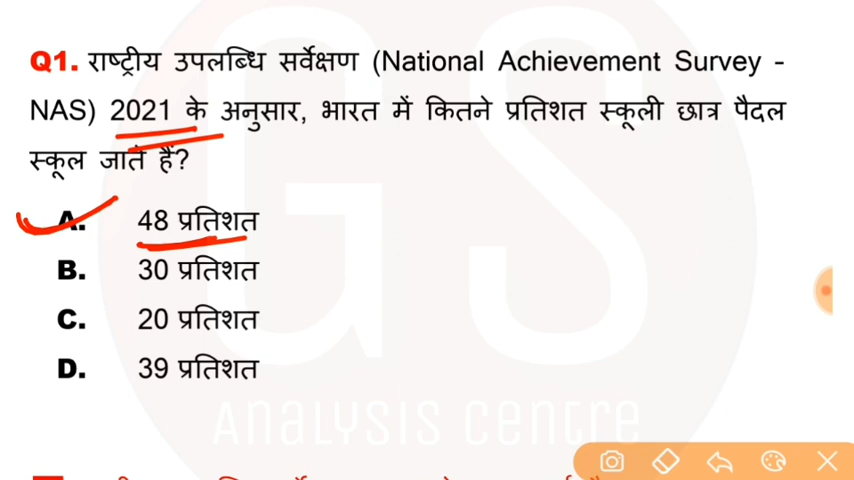 Q1. राष्ट्रीय उपलब्धि सर्वेक्षण (National Achievement Survey -
NAS) 2021 के अनुसार, भारत में कितने प्रतिशत स्कूली छात्र पैदल
स्कूल जाते हैं?
A. 48 प्रतिशत
B. 30 प्रतिशत
C. 20 प्रतिशत
D. 39 प्रतिशत
GS
Analysis Centre